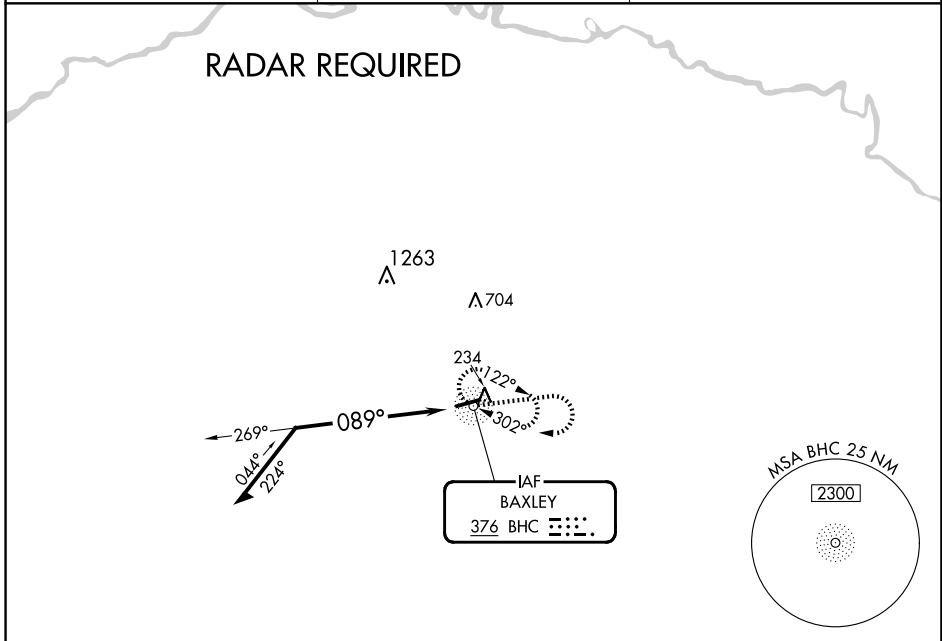 RADAR REQUIRED
1263
704
234
122°
302°
089°
269°
044°
224°
IAF
BAXLEY
376 BHC
MSA BHC 25 NM
2300